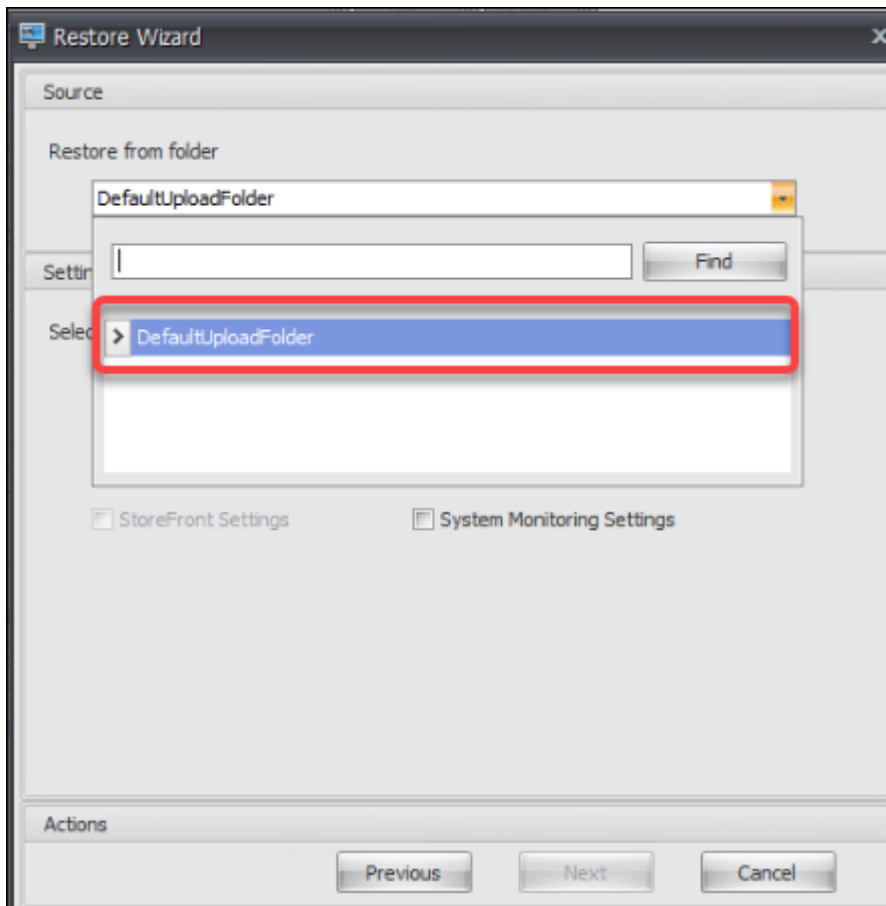 Restore Wizard
Source
Restore from folder
DefaultUploadFolder
Find
DefaultUploadFolder
StoreFront Settings
System Monitoring Settings
Actions
Previous Next Cancel